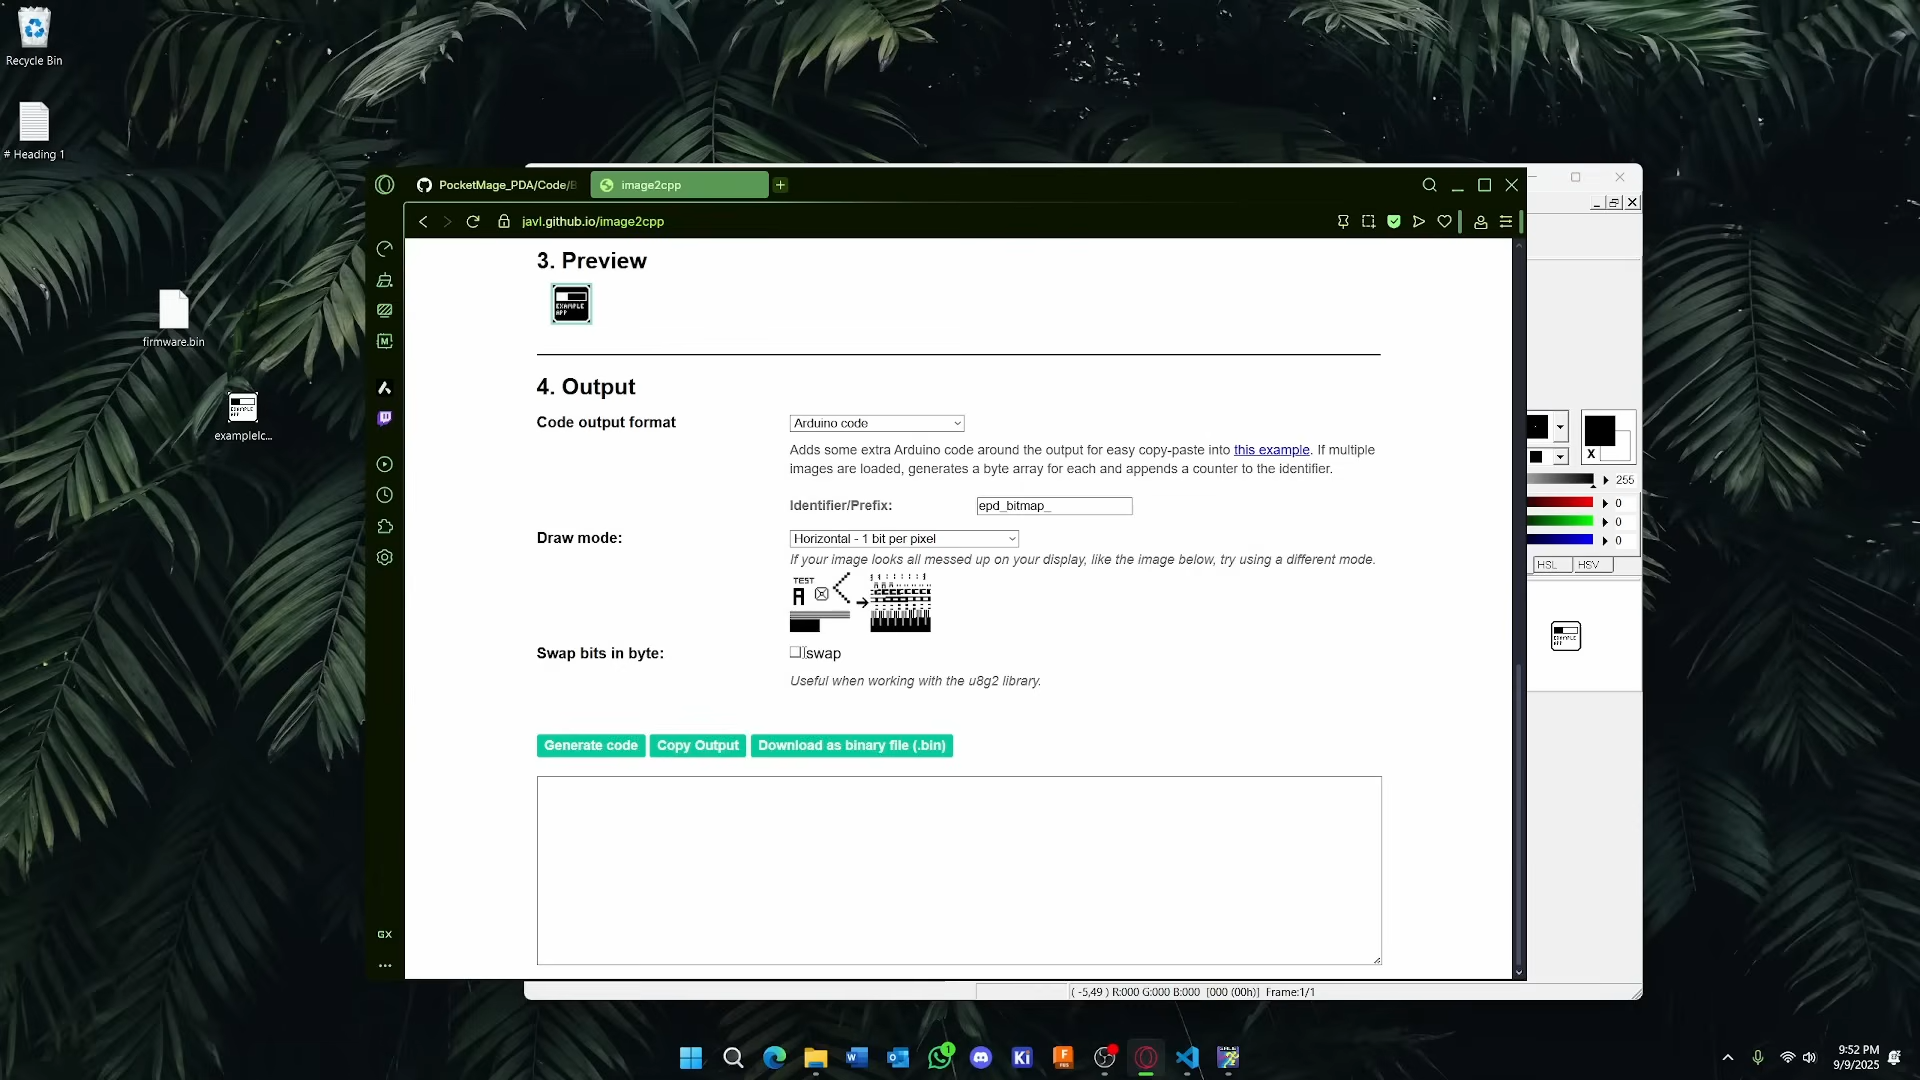 Recycle Bin
# Heading 1
firmware.bin
exampleIc...
PocketMage_PDA/Code/B
image2cpp
javl.github.io/image2cpp
3. Preview
EXAMPLE
APP
4. Output
Code output format
Arduino code
Adds some extra Arduino code around the output for easy copy-paste into this example. If multiple
images are loaded, generates a byte array for each and appends a counter to the identifier.
Identifier/Prefix:
epd_bitmap_
Draw mode:
Horizontal - 1 bit per pixel
If your image looks all messed up on your display, like the image below, try using a different mode.
TEST
A
Swap bits in byte:
swap
Useful when working with the u8g2 library.
Generate code
Copy Output
Download as binary file (.bin)
GX
X
255
0
0
0
HSL
HSV
EXAMPLE
APP
( -5,49 ) R:000 G:000 B:000 [000 (00h)] Frame:1/1
9:52 PM
9/9/2025